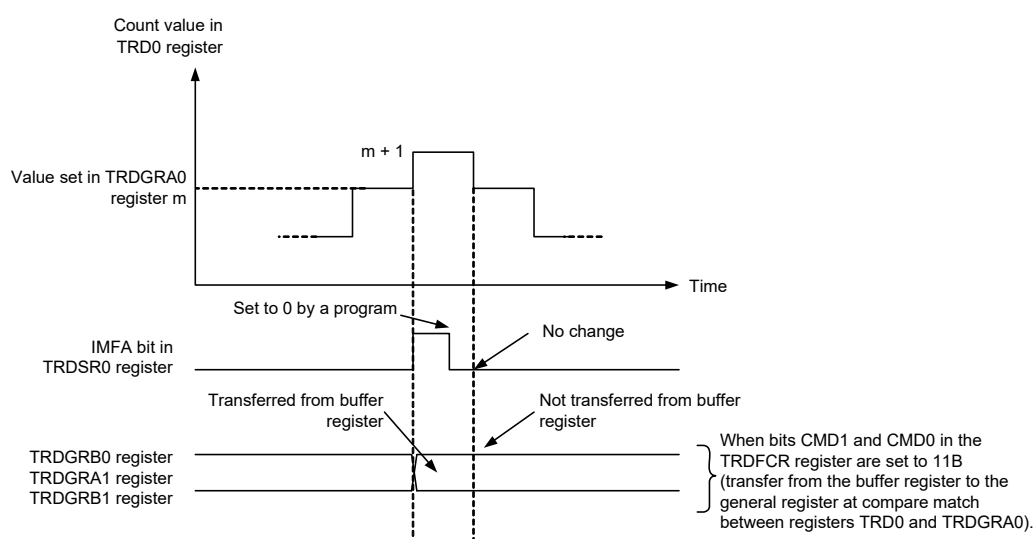 Count value in
TRD0 register
m + 1
Value set in TRDGRA0
register m
Time
Set to 0 by a program
No change
IMFA bit in
TRDSR0 register
Transferred from buffer
register
Not transferred from buffer
register
TRDGRB0 register
TRDGRA1 register
TRDGRB1 register
When bits CMD1 and CMD0 in the
TRDFCR register are set to 11B
(transfer from the buffer register to the
general register at compare match
between registers TRD0 and TRDGRA0).